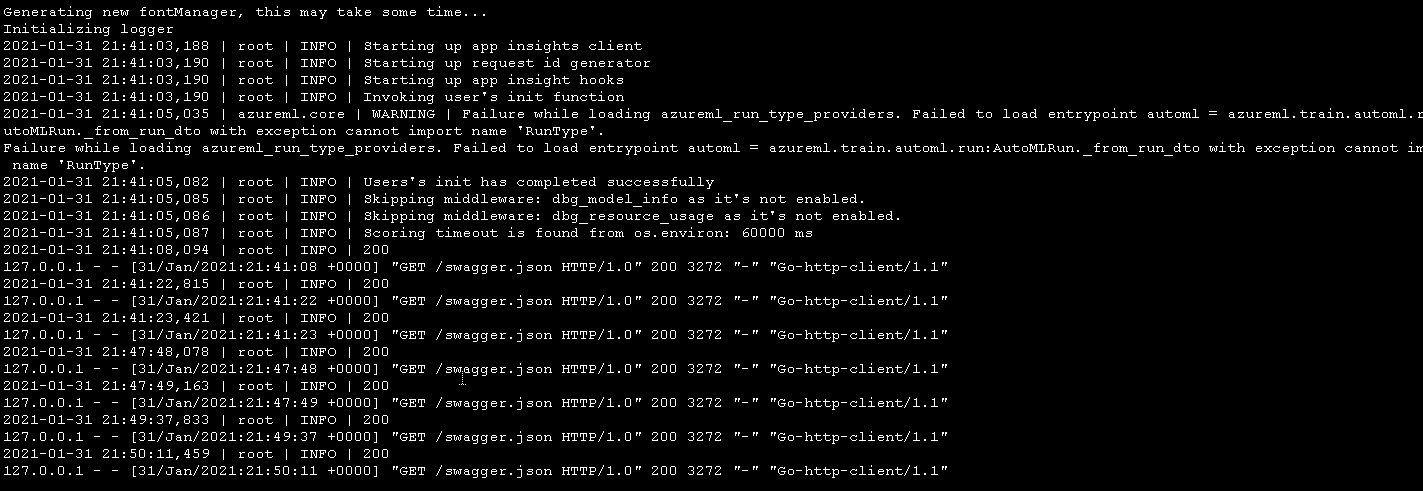 Generating new fontManager, this may take some time...
Initializing logger
2021-01-31 21:41:03,188 | root | INFO | Starting up app insights client
2021-01-31 21:41:03,190 | root | INFO | Starting up request id generator
2021-01-31 21:41:03,190 | root | INFO | Starting up app insight hooks
2021-01-31 21:41:03,190 | root | INFO | Invoking user's init function
2021-01-31 21:41:05,035 | azureml.core | WARNING | Failure while loading azureml_run_type_providers. Failed to load entrypoint automl = azureml.train.automl.r
utoMLRun._from_run_dto with exception cannot import name 'RunType'.
Failure while loading azureml_run_type_providers. Failed to load entrypoint automl = azureml.train.automl.run:AutoMLRun._from_run_dto with exception cannot im
name 'RunType'.
2021-01-31 21:41:05,082 | root | INFO | Users's init has completed successfully
2021-01-31 21:41:05,085 | root | INFO | Skipping middleware: dbg_model_info as it's not enabled.
2021-01-31 21:41:05,086 | root | INFO | Skipping middleware: dbg_resource_usage as it's not enabled.
2021-01-31 21:41:05,087 | root | INFO | Scoring timeout is found from os.environ: 60000 ms
2021-01-31 21:41:08,094 | root | INFO | 200
127.0.0.1 - - [31/Jan/2021:21:41:08 +0000] "GET /swagger.json HTTP/1.0" 200 3272 "-" "Go-http-client/1.1"
2021-01-31 21:41:22,815 | root | INFO | 200
127.0.0.1 - - [31/Jan/2021:21:41:22 +0000] "GET /swagger.json HTTP/1.0" 200 3272 "-" "Go-http-client/1.1"
2021-01-31 21:41:23,421 | root | INFO | 200
127.0.0.1 - - [31/Jan/2021:21:41:23 +0000] "GET /swagger.json HTTP/1.0" 200 3272 "-" "Go-http-client/1.1"
2021-01-31 21:47:48,078 | root | INFO | 200
127.0.0.1 - - [31/Jan/2021:21:47:48 +0000] "GET /swagger.json HTTP/1.0" 200 3272 "-" "Go-http-client/1.1"
2021-01-31 21:47:49,163 | root | INFO | 200
127.0.0.1 - - [31/Jan/2021:21:47:49 +0000] "GET /swagger.json HTTP/1.0" 200 3272 "-" "Go-http-client/1.1"
2021-01-31 21:49:37,833 | root | INFO | 200
127.0.0.1 - - [31/Jan/2021:21:49:37 +0000] "GET /swagger.json HTTP/1.0" 200 3272 "-" "Go-http-client/1.1"
2021-01-31 21:50:11,459 | root | INFO | 200
127.0.0.1 - - [31/Jan/2021:21:50:11 +0000] "GET /swagger.json HTTP/1.0" 200 3272 "-" "Go-http-client/1.1"